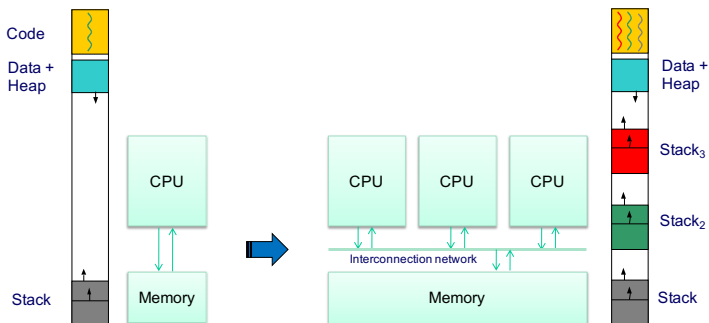 Code
Data +
Heap
Stack
CPU
Memory
CPU
CPU
CPU
Interconnection network
Memory
Data +
Heap
Stack₃
Stack₂
Stack